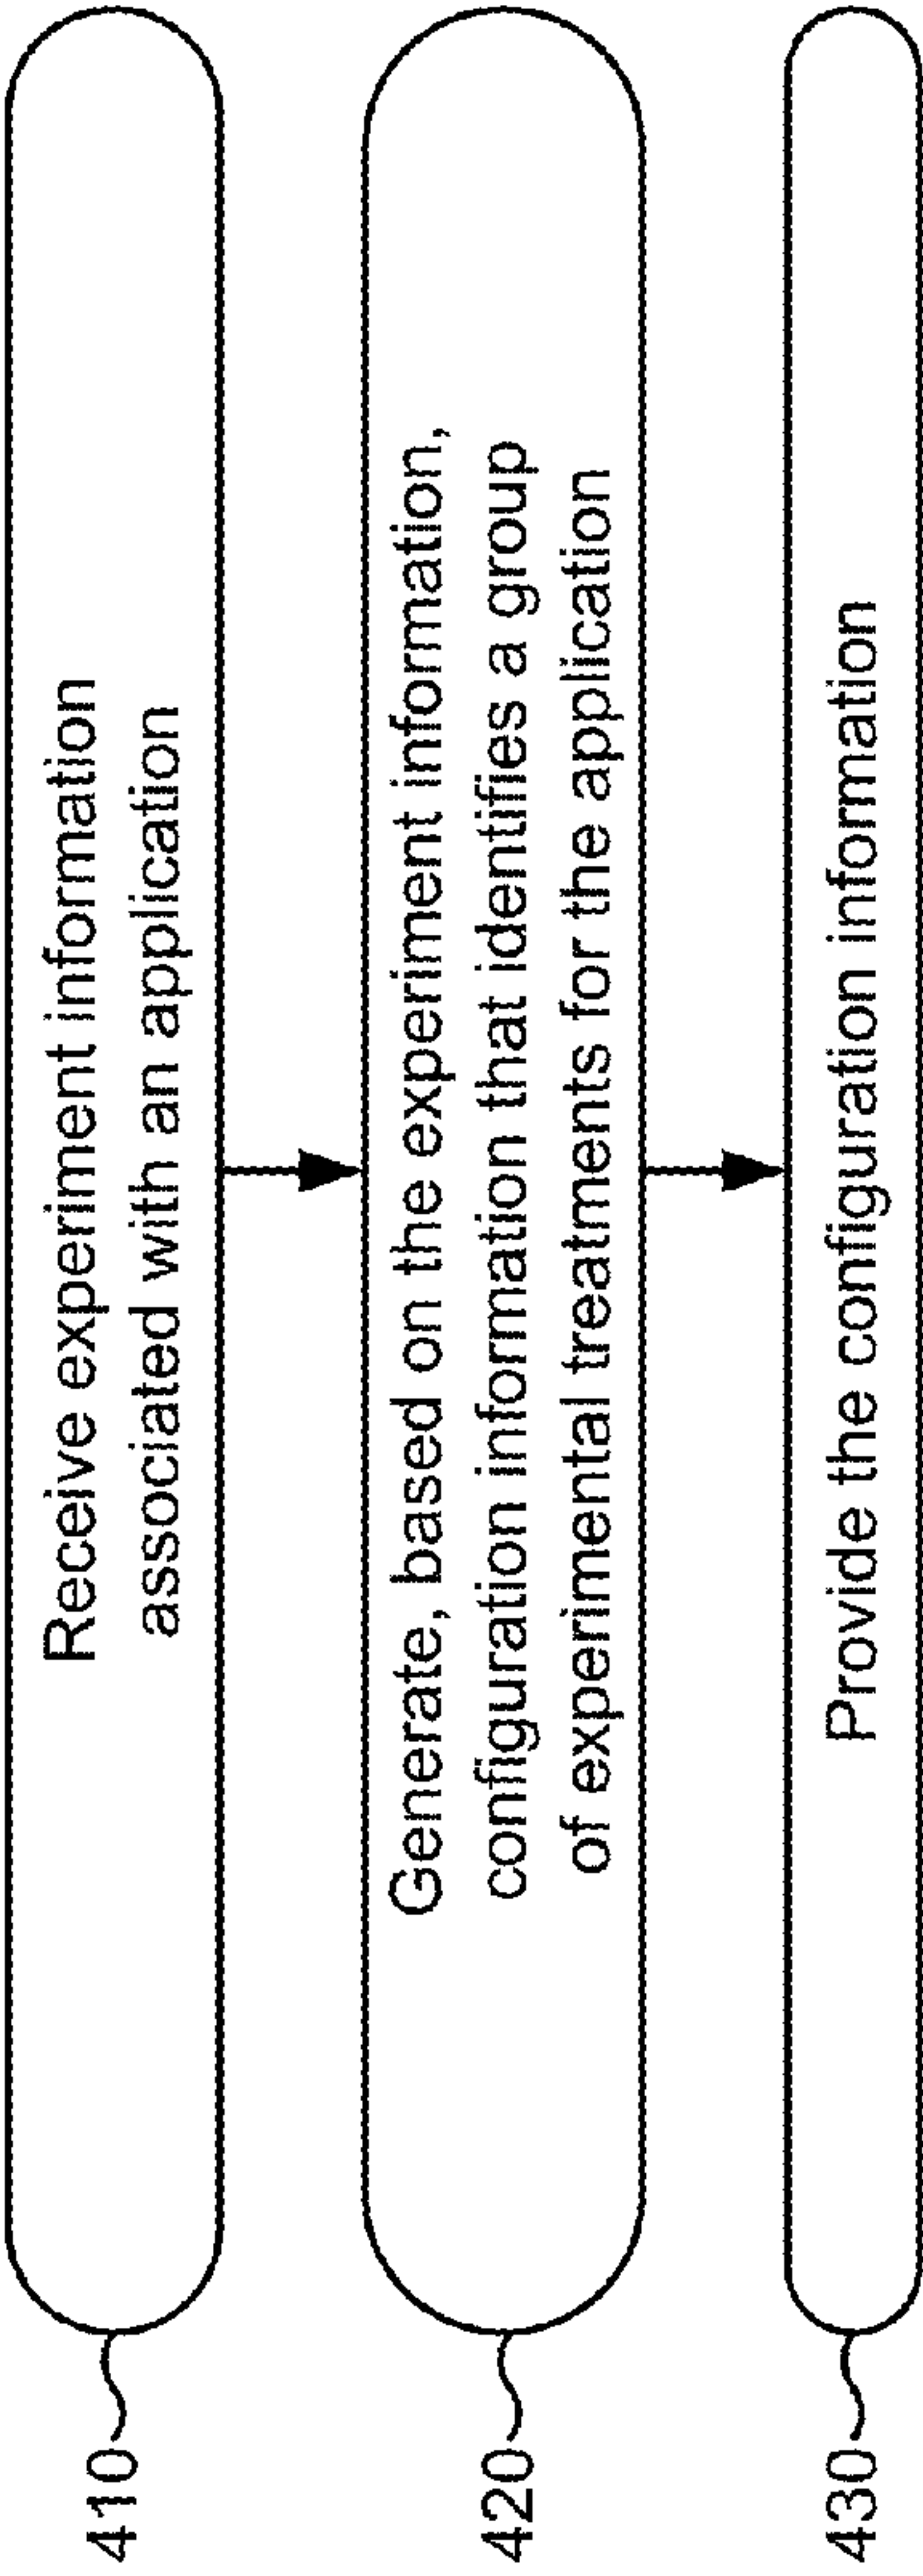 410
Receive experiment information
associated with an application
420
Generate, based on the experiment information,
configuration information that identifies a group
of experimental treatments for the application
430
Provide the configuration information